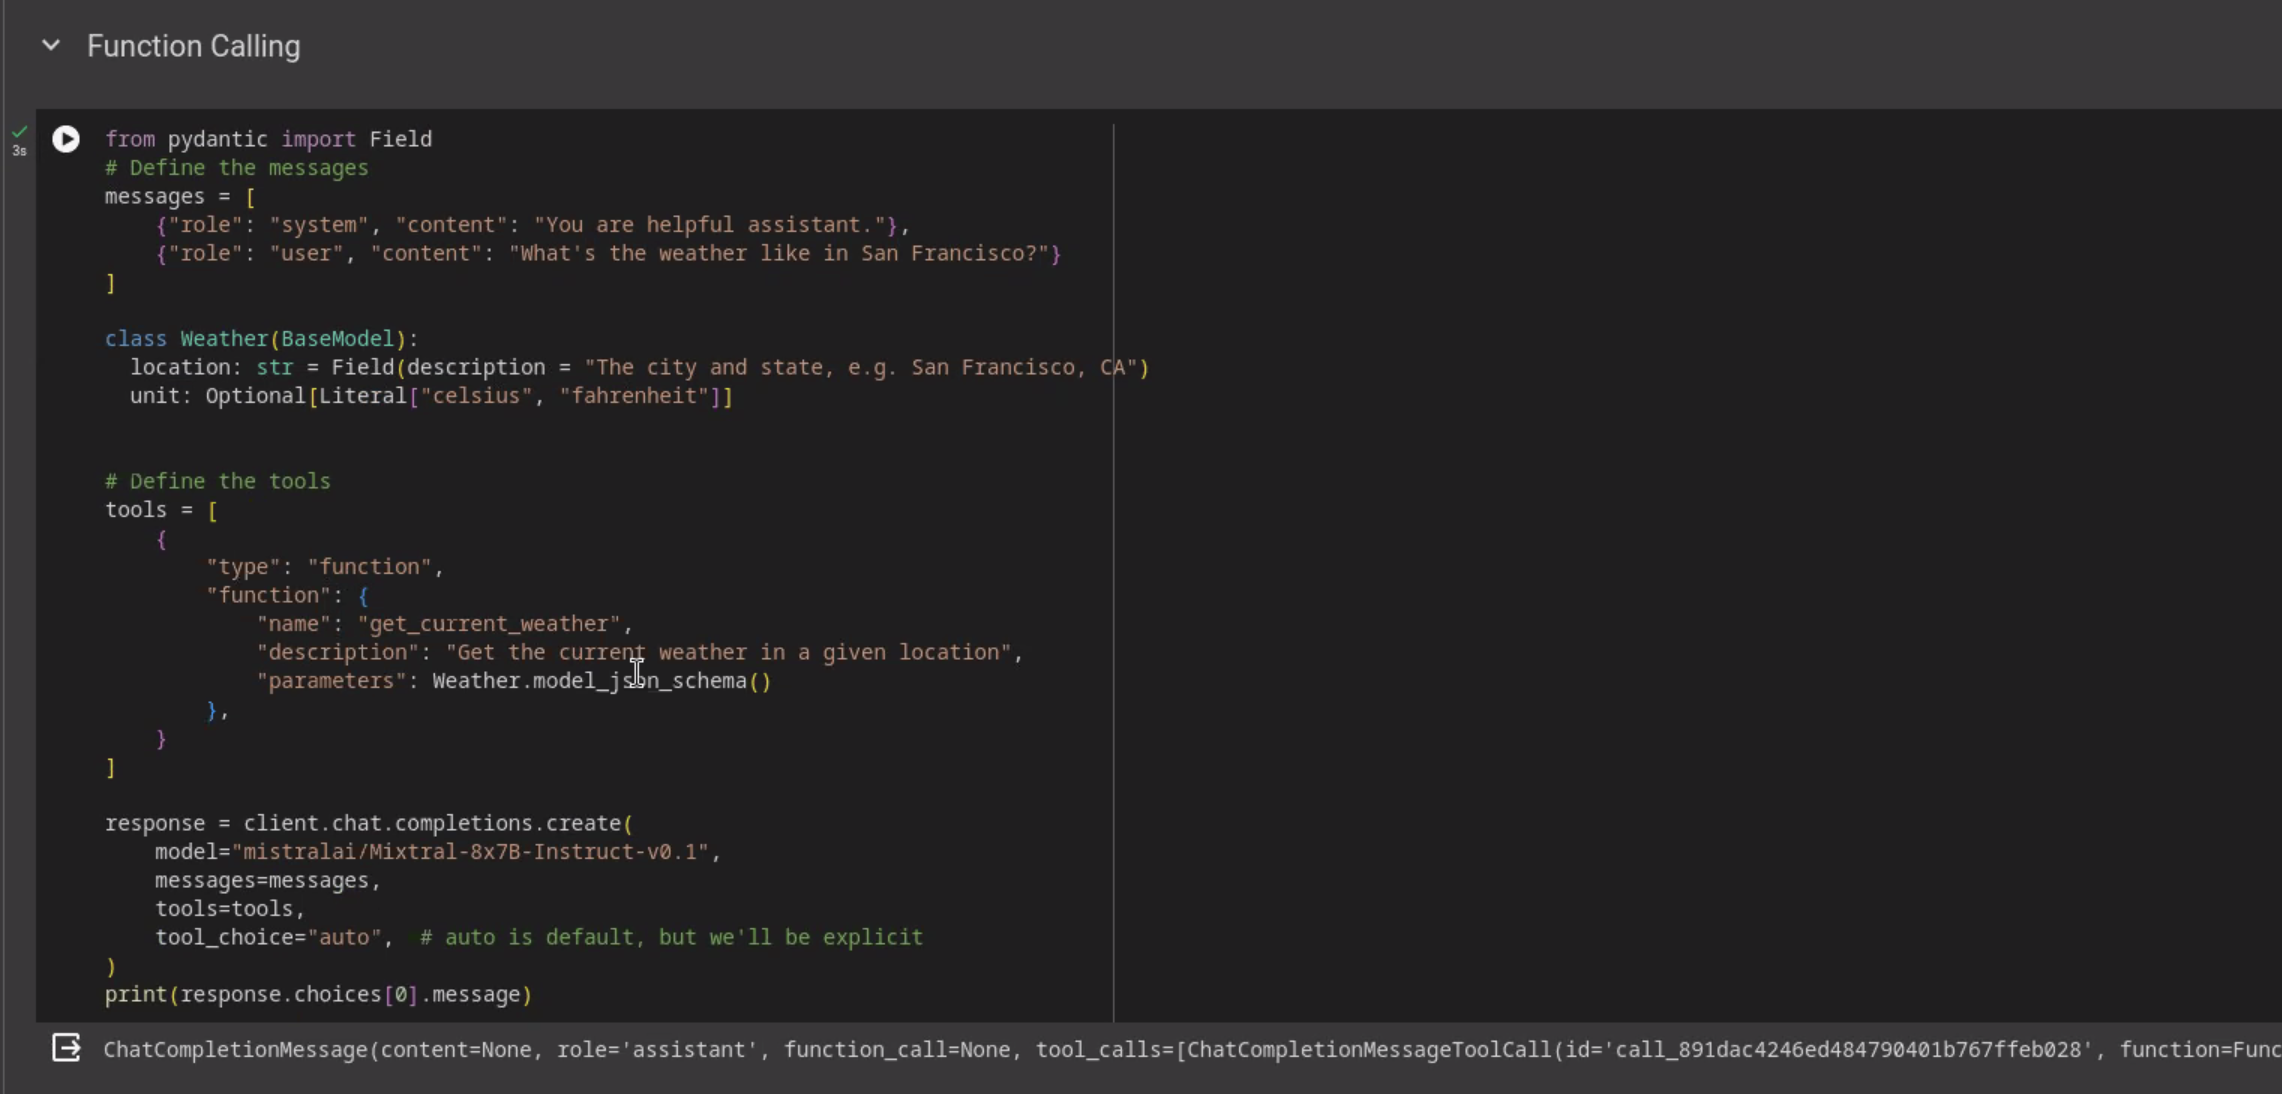 Function Calling
3s
from pydantic import Field
# Define the messages
messages = [
    {"role": "system", "content": "You are helpful assistant."},
    {"role": "user", "content": "What's the weather like in San Francisco?"}
]
class Weather(BaseModel):
  location: str = Field(description = "The city and state, e.g. San Francisco, CA")
  unit: Optional[Literal["celsius", "fahrenheit"]]
# Define the tools
tools = [
    {
        "type": "function",
        "function": {
            "name": "get_current_weather",
            "description": "Get the current weather in a given location",
            "parameters": Weather.model_json_schema()
        },
    }
]
response = client.chat.completions.create(
    model="mistralai/Mixtral-8x7B-Instruct-v0.1",
    messages=messages,
    tools=tools,
    tool_choice="auto",  # auto is default, but we'll be explicit
)
print(response.choices[0].message)
ChatCompletionMessage(content=None, role='assistant', function_call=None, tool_calls=[ChatCompletionMessageToolCall(id='call_891dac4246ed484790401b767ffeb028', function=Func